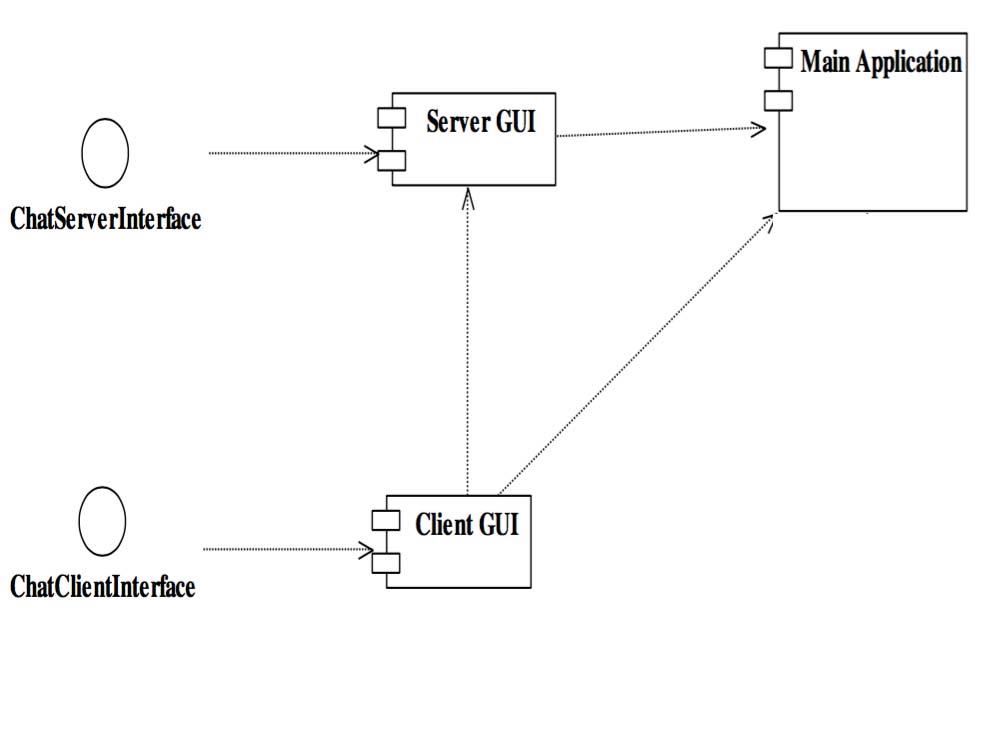 Main Application
Server GUI
ChatServerInterface
Client GUI
ChatClientInterface